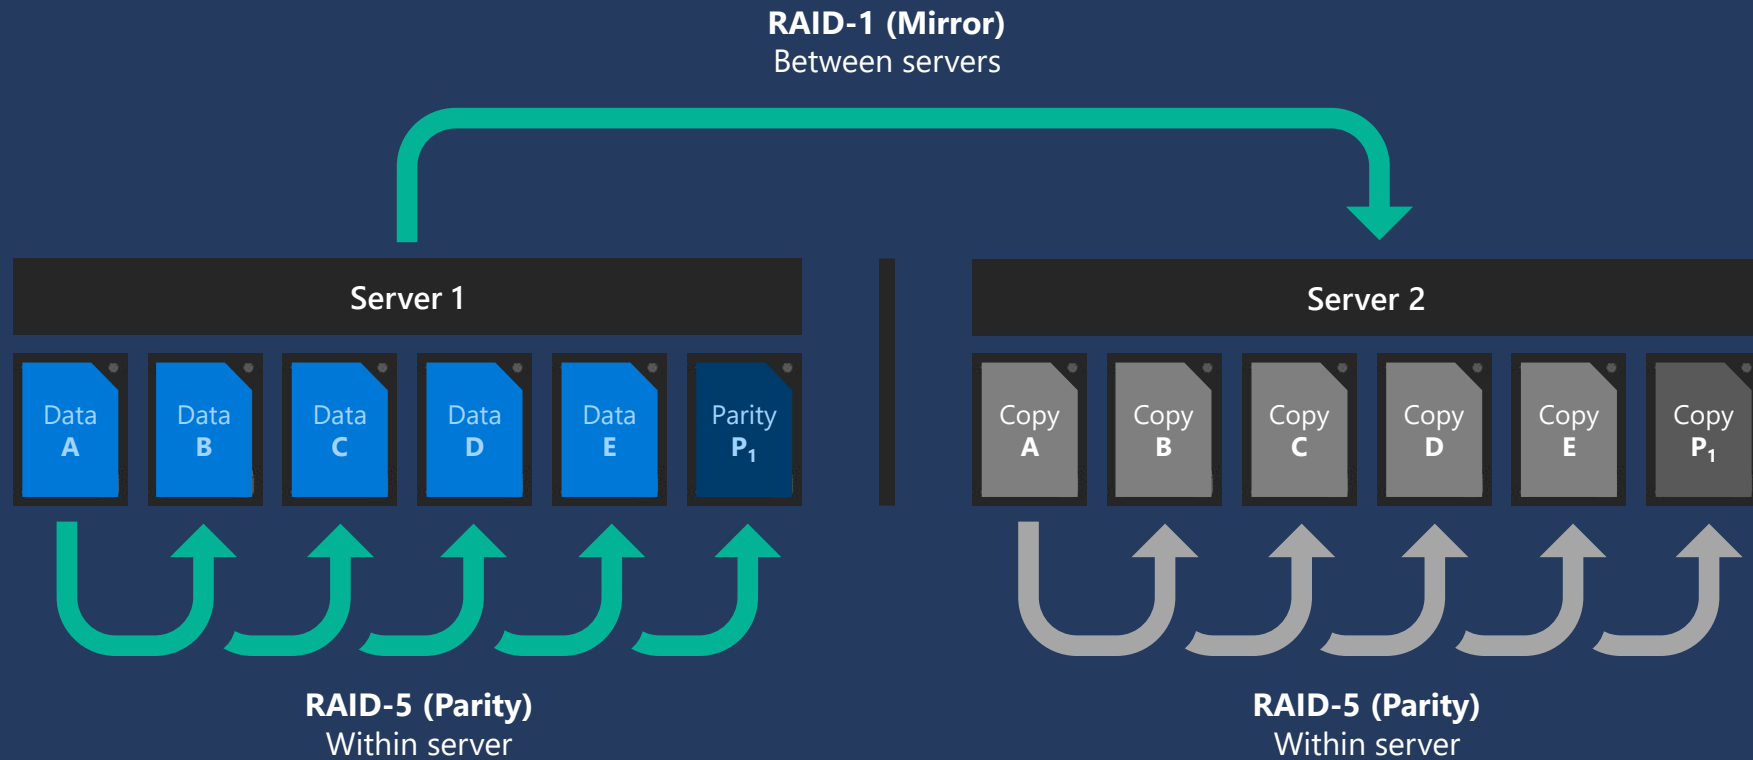 RAID-1 (Mirror)
Between servers
Server 1
Server 2
Data
A
Data
B
Data
C
Data
D
Data
E
Parity
P₁
Copy
A
Copy
B
Copy
C
Copy
D
Copy
E
Copy
P₁
RAID-5 (Parity)
Within server
RAID-5 (Parity)
Within server